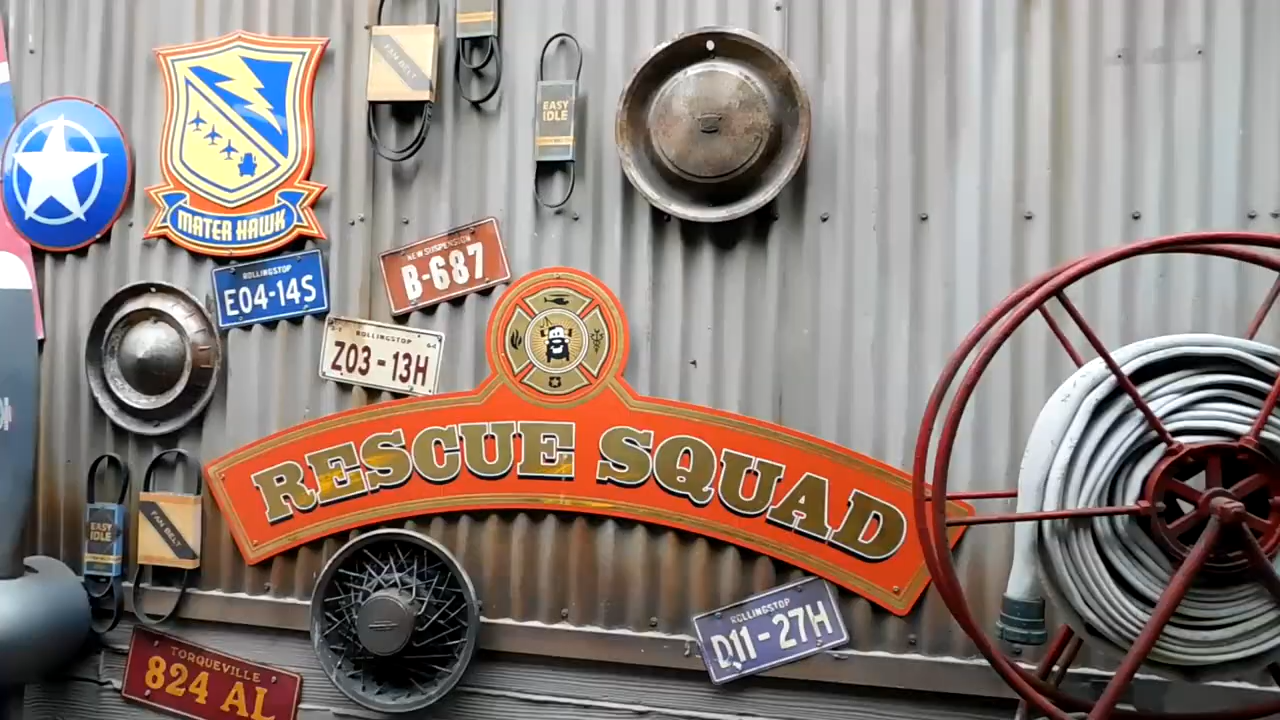 FAN BELT
EASY
IDLE
MATER HAWK
NEW SUSPENSION
B-687
ROLLINGSTOP
E04-14S
ROLLINGSTOP
Z03-13H
RESCUE SQUAD
EASY
IDLE
FAN BELT
ROLLINGSTOP
D11-27H
TORQUEVILLE
824 AL